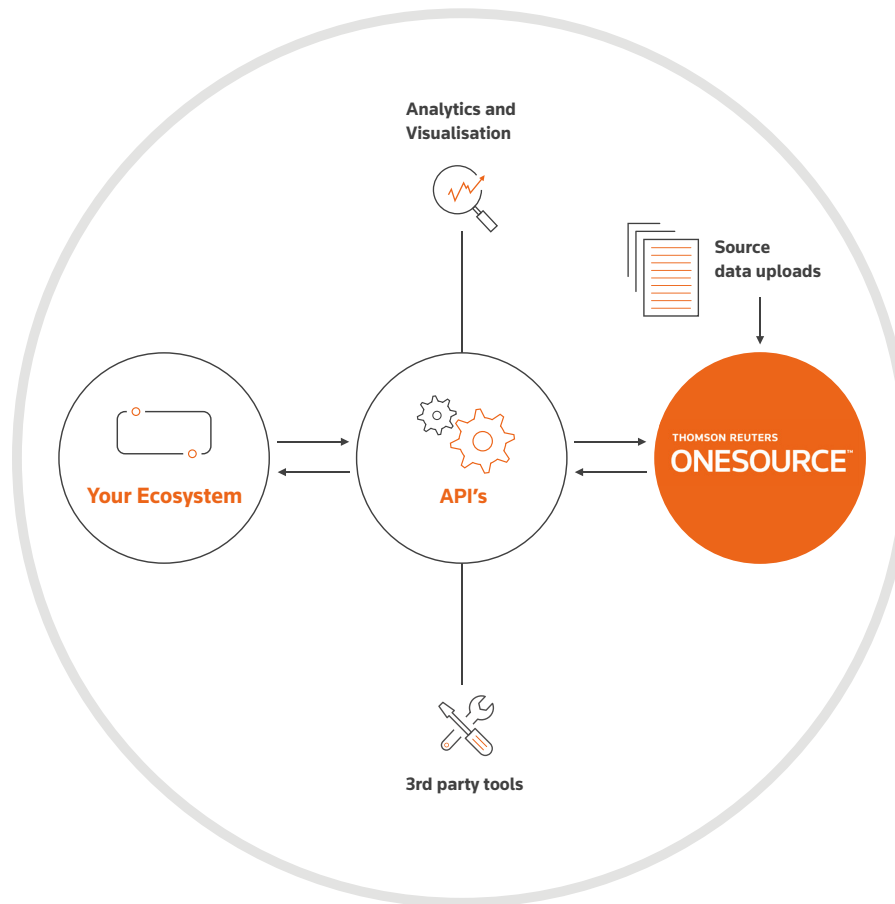 Analytics and
Visualisation
Source
data uploads
Your Ecosystem
API’s
THOMSON REUTERS
ONESOURCE™
3rd party tools